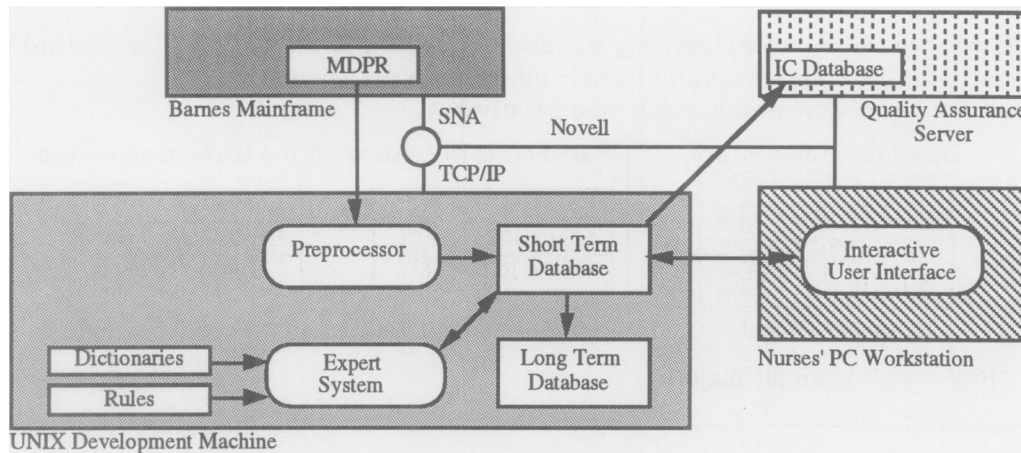 MDPR
IC Database
Barnes Mainframe
SNA
Novell
Quality Assurance
Server
TCP/IP
Preprocessor
Short Term
Database
Interactive
User Interface
Dictionaries
Rules
Expert
System
Long Term
Database
Nurses' PC Workstation
UNIX Development Machine